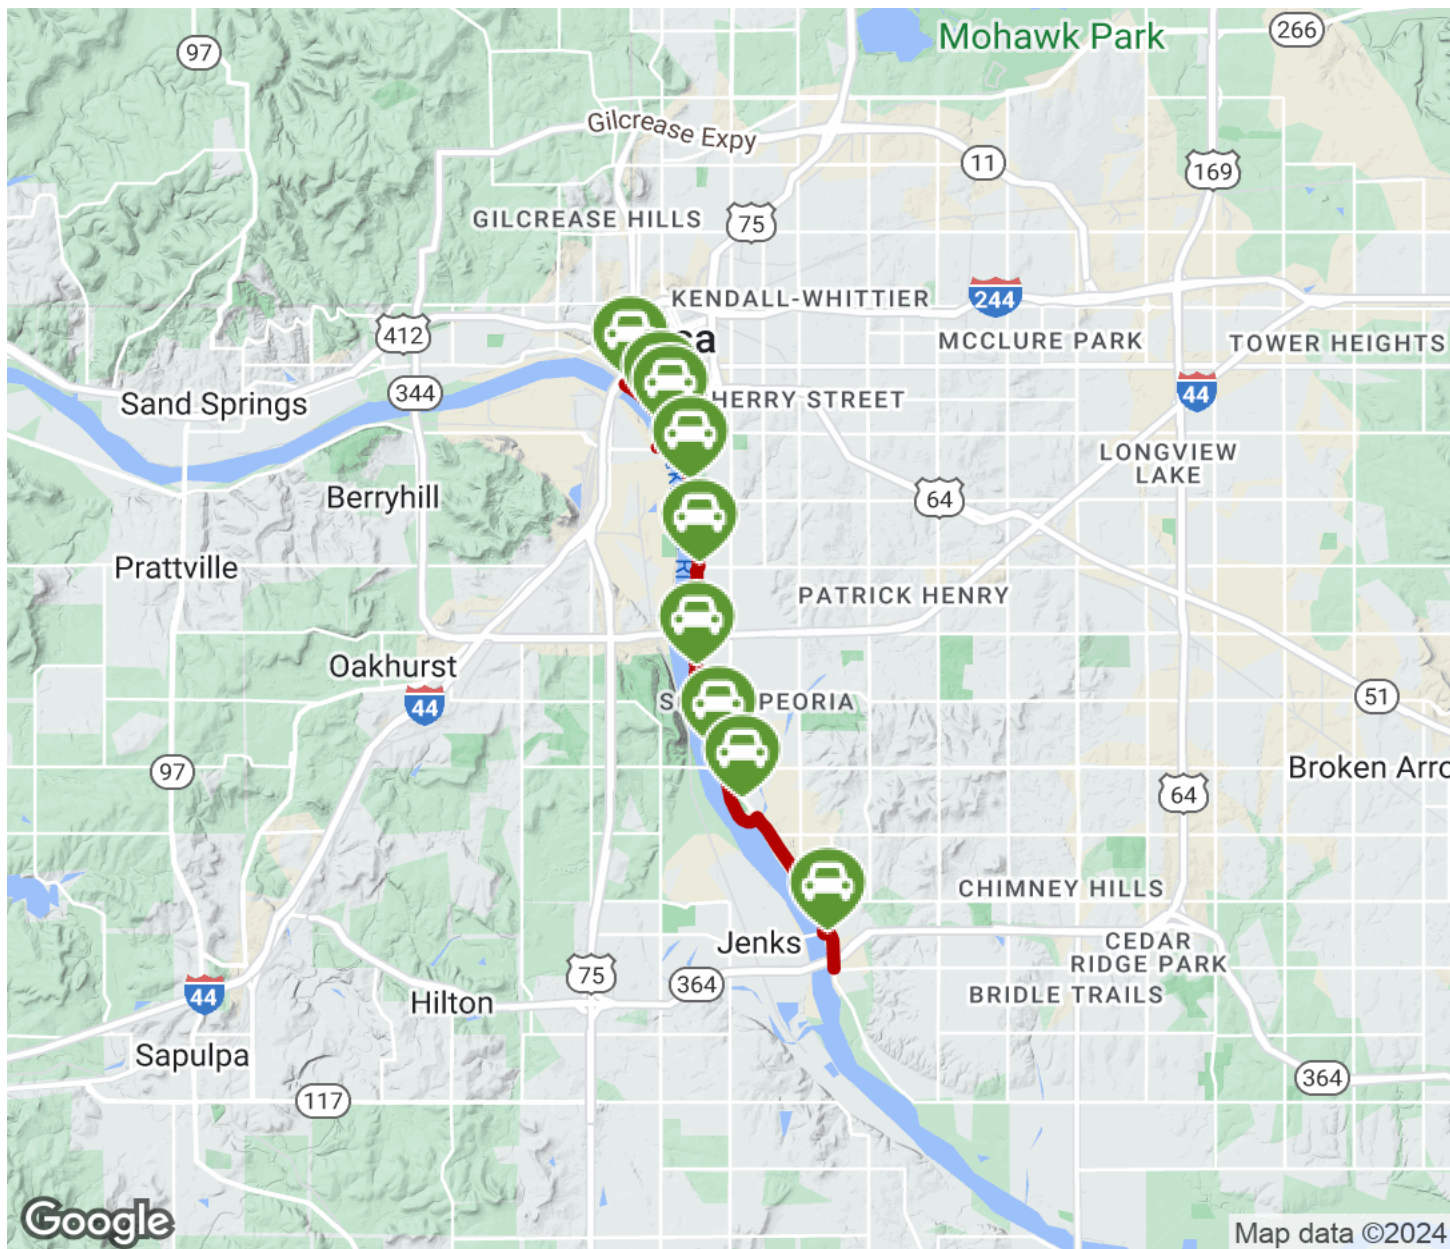 Mohawk Park
266
97
Gilcrease Expy
11
169
GILCREASE HILLS
75
KENDALL-WHITTIER
244
412
MCCLURE PARK
TOWER HEIGHTS
344
44
Sand Springs
HERRY STREET
LONGVIEW
LAKE
Berryhill
64
Prattville
PATRICK HENRY
Oakhurst
44
PEORIA
51
97
Broken Arro
64
CHIMNEY HILLS
Jenks
CEDAR
RIDGE PARK
75
364
44
Hilton
BRIDLE TRAILS
Sapulpa
117
364
Google
Map data ©2024